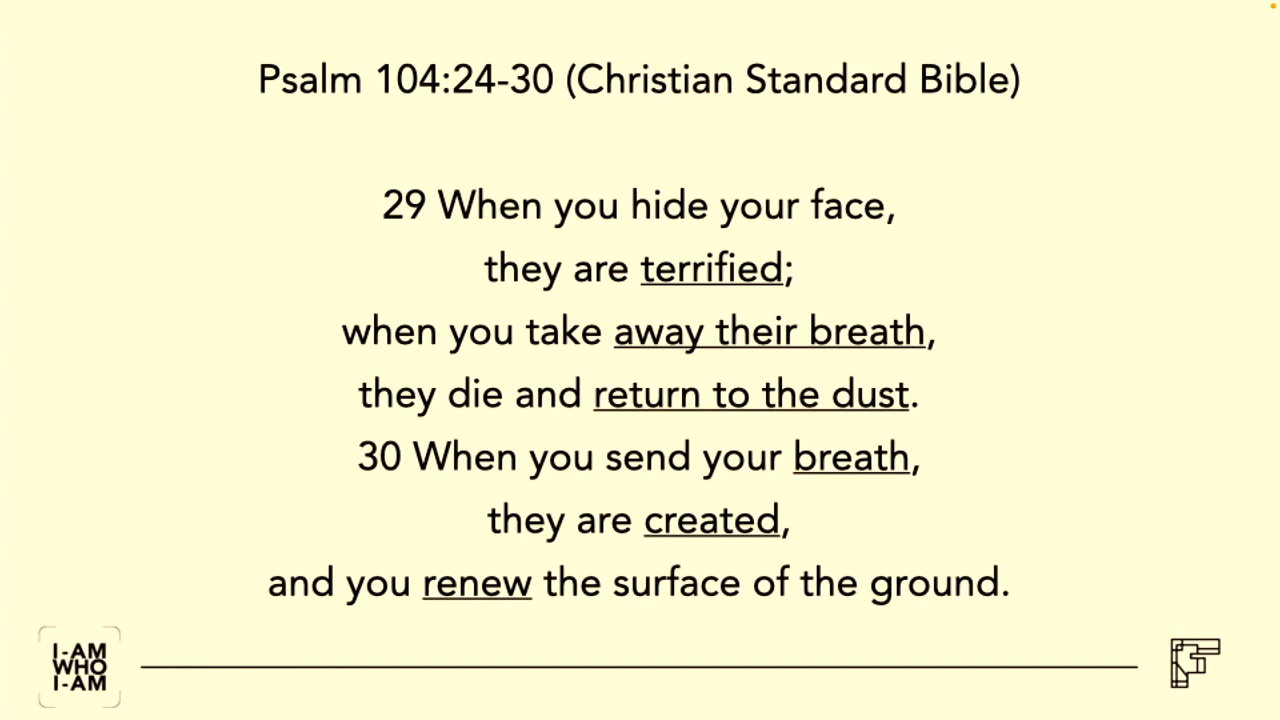 Psalm 104:24-30 (Christian Standard Bible)
29 When you hide your face,
they are terrified;
when you take away their breath,
they die and return to the dust.
30 When you send your breath,
they are created,
and you renew the surface of the ground.
I-AM
WHO
I-AM